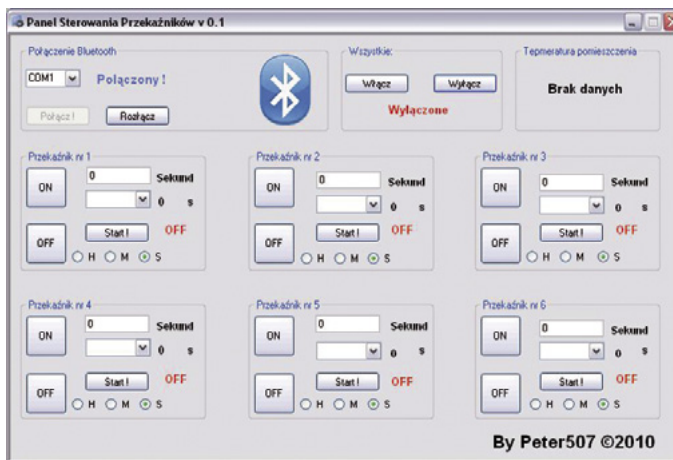 Panel Sterowania Przekaźników v 0.1
Połączenie Bluetooth
COM1
Połączony !
Połącz !
Rozłącz
Wszystkie:
Włącz
Wyłącz
Wyłączone
Tepmeratura pomieszczenia
Brak danych
Przekaźnik nr 1
ON
0
Sekund
0 s
OFF
Start !
OFF
H M S
Przekaźnik nr 2
ON
0
Sekund
0 s
OFF
Start !
OFF
H M S
Przekaźnik nr 3
ON
0
Sekund
0 s
OFF
Start !
OFF
H M S
Przekaźnik nr 4
ON
0
Sekund
0 s
OFF
Start !
OFF
H M S
Przekaźnik nr 5
ON
0
Sekund
0 s
OFF
Start !
OFF
H M S
Przekaźnik nr 6
ON
0
Sekund
0 s
OFF
Start !
OFF
H M S
By Peter507 ©2010